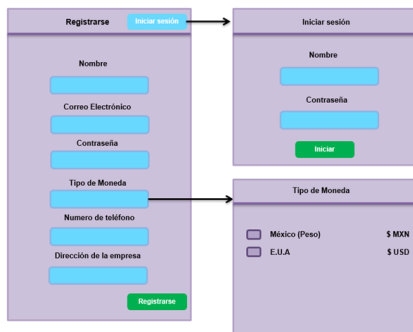 Registrarse
Iniciar sesión
Nombre
Correo Electrónico
Contraseña
Tipo de Moneda
Numero de teléfono
Dirección de la empresa
Registrarse
Iniciar sesión
Nombre
Contraseña
Iniciar
Tipo de Moneda
México (Peso) $ MXN
E.U.A $ USD